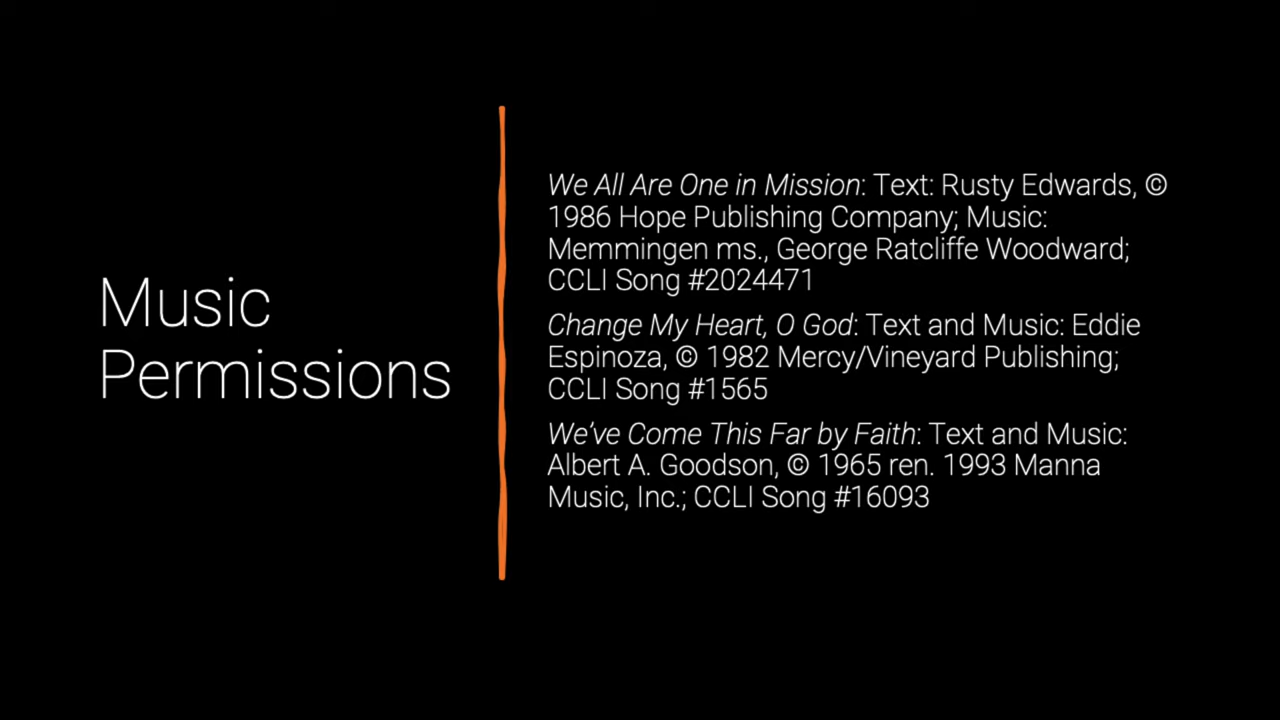 Music
Permissions
We All Are One in Mission: Text: Rusty Edwards, ©
1986 Hope Publishing Company; Music:
Memmingen ms., George Ratcliffe Woodward;
CCLI Song #2024471
Change My Heart, O God: Text and Music: Eddie
Espinoza, © 1982 Mercy/Vineyard Publishing;
CCLI Song #1565
We’ve Come This Far by Faith: Text and Music:
Albert A. Goodson, © 1965 ren. 1993 Manna
Music, Inc.; CCLI Song #16093